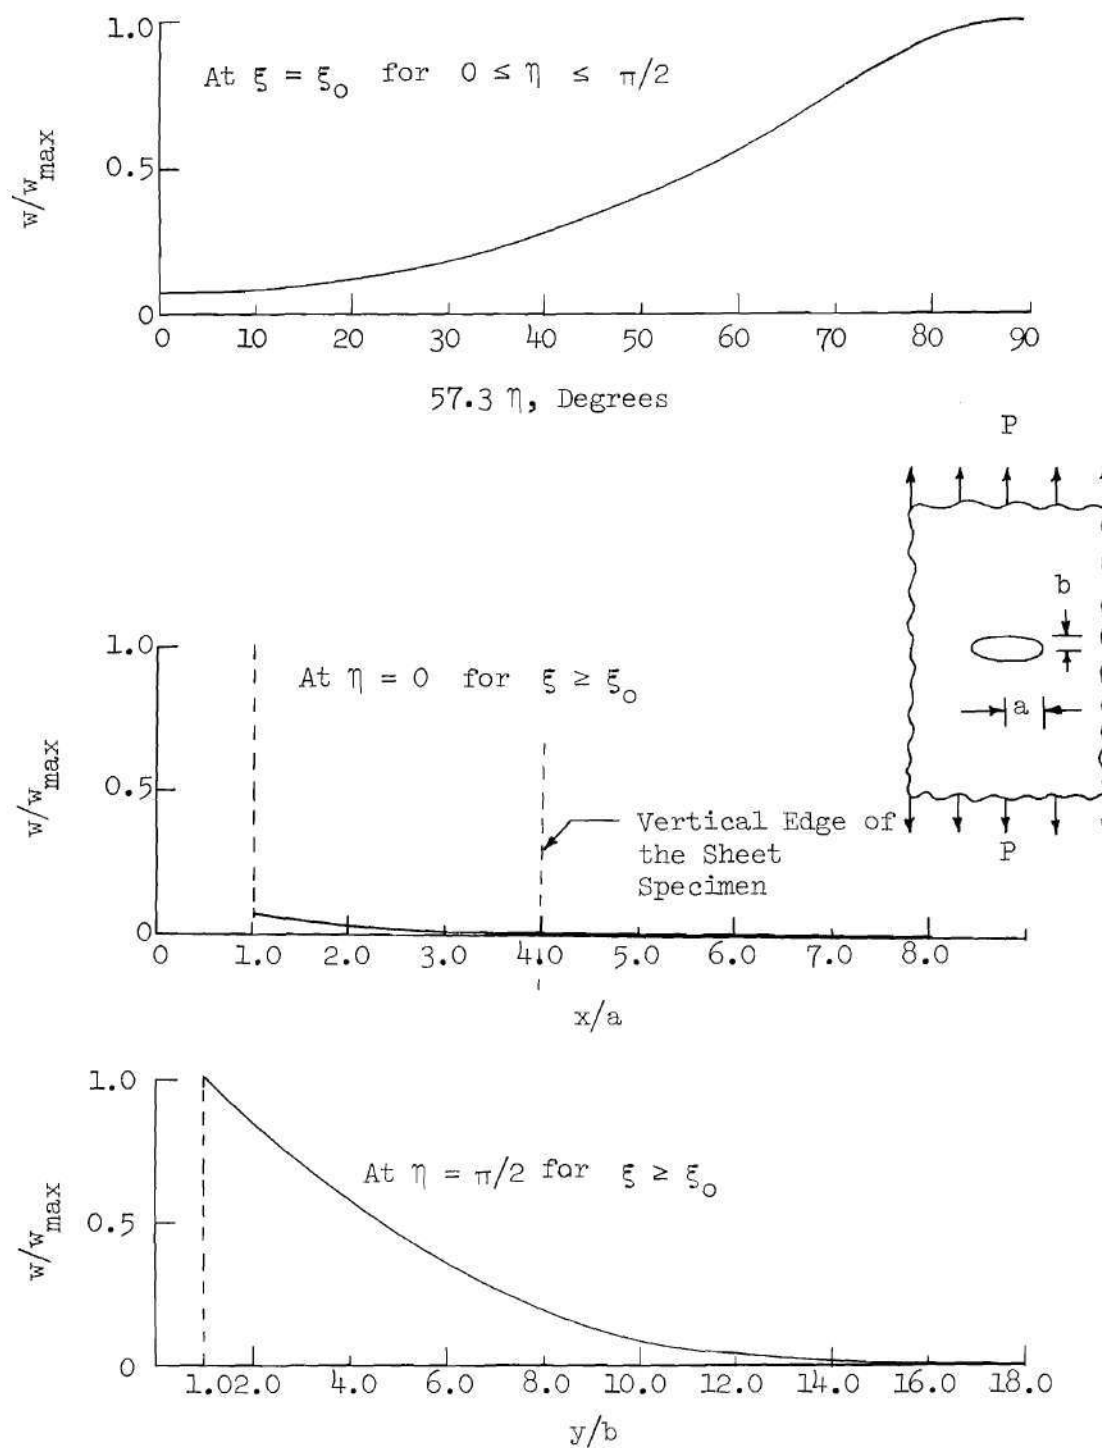 1.0
At ξ = ξo for 0 ≤ η ≤ π/2
w/wmax
0.5
0
0 10 20 30 40 50 60 70 80 90
57.3 η, Degrees
P
b
a
P
1.0
At η = 0 for ξ ≥ ξo
w/wmax
0.5
Vertical Edge of
the Sheet
Specimen
0
0 1.0 2.0 3.0 4.0 5.0 6.0 7.0 8.0
x/a
1.0
At η = π/2 for ξ ≥ ξo
w/wmax
0.5
0
1.0 2.0 4.0 6.0 8.0 10.0 12.0 14.0 16.0 18.0
y/b